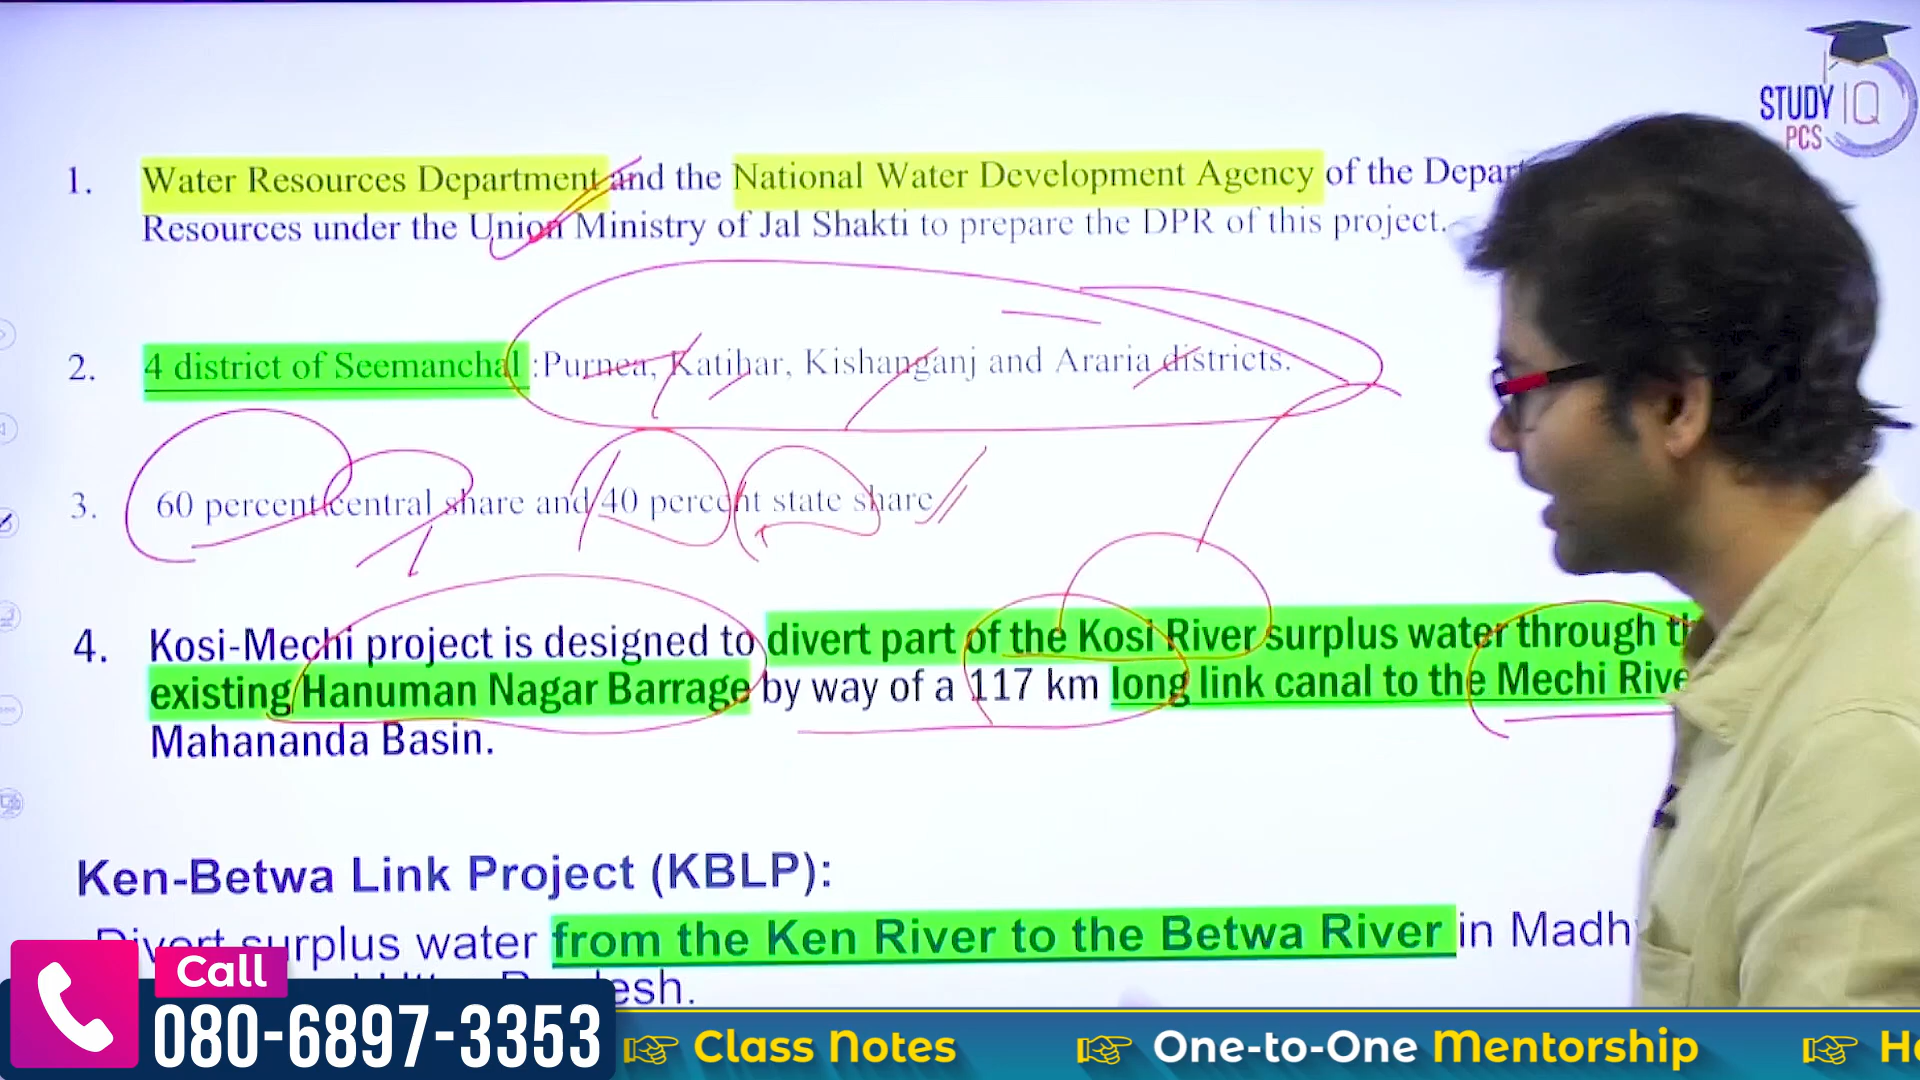 STUDY IQ
PCS
1. Water Resources Department and the National Water Development Agency of the
Resources under the Union Ministry of Jal Shakti to prepare the DPR of this project.
2. 4 district of Seemanchal :Purnea, Katihar, Kishanganj and Araria districts.
3. 60 percent central share and 40 percent state share
4. Kosi-Mechi project is designed to divert part of the Kosi River surplus water through
existing Hanuman Nagar Barrage by way of a 117 km long link canal to the Mechi
Mahananda Basin.
Ken-Betwa Link Project (KBLP):
Divert surplus water from the Ken River to the Betwa River in
Call
080-6897-3353
Class Notes
One-to-One Mentorship